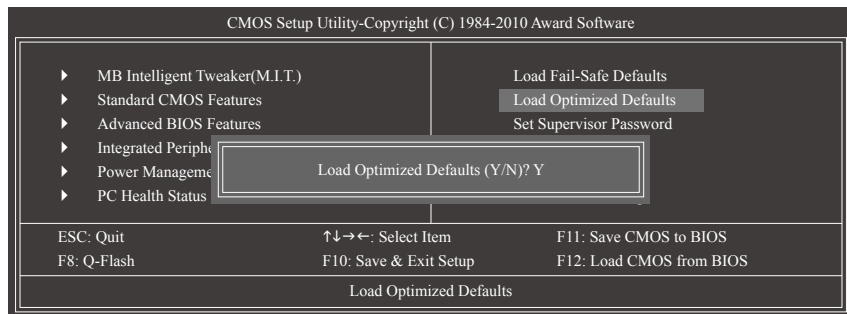 CMOS Setup Utility-Copyright (C) 1984-2010 Award Software
MB Intelligent Tweaker(M.I.T.)
Standard CMOS Features
Advanced BIOS Features
Integrated Periphe
Power Manageme
PC Health Status
Load Fail-Safe Defaults
Load Optimized Defaults
Set Supervisor Password
Load Optimized Defaults (Y/N)? Y
ESC: Quit
↑↓→←: Select Item
F11: Save CMOS to BIOS
F8: Q-Flash
F10: Save & Exit Setup
F12: Load CMOS from BIOS
Load Optimized Defaults